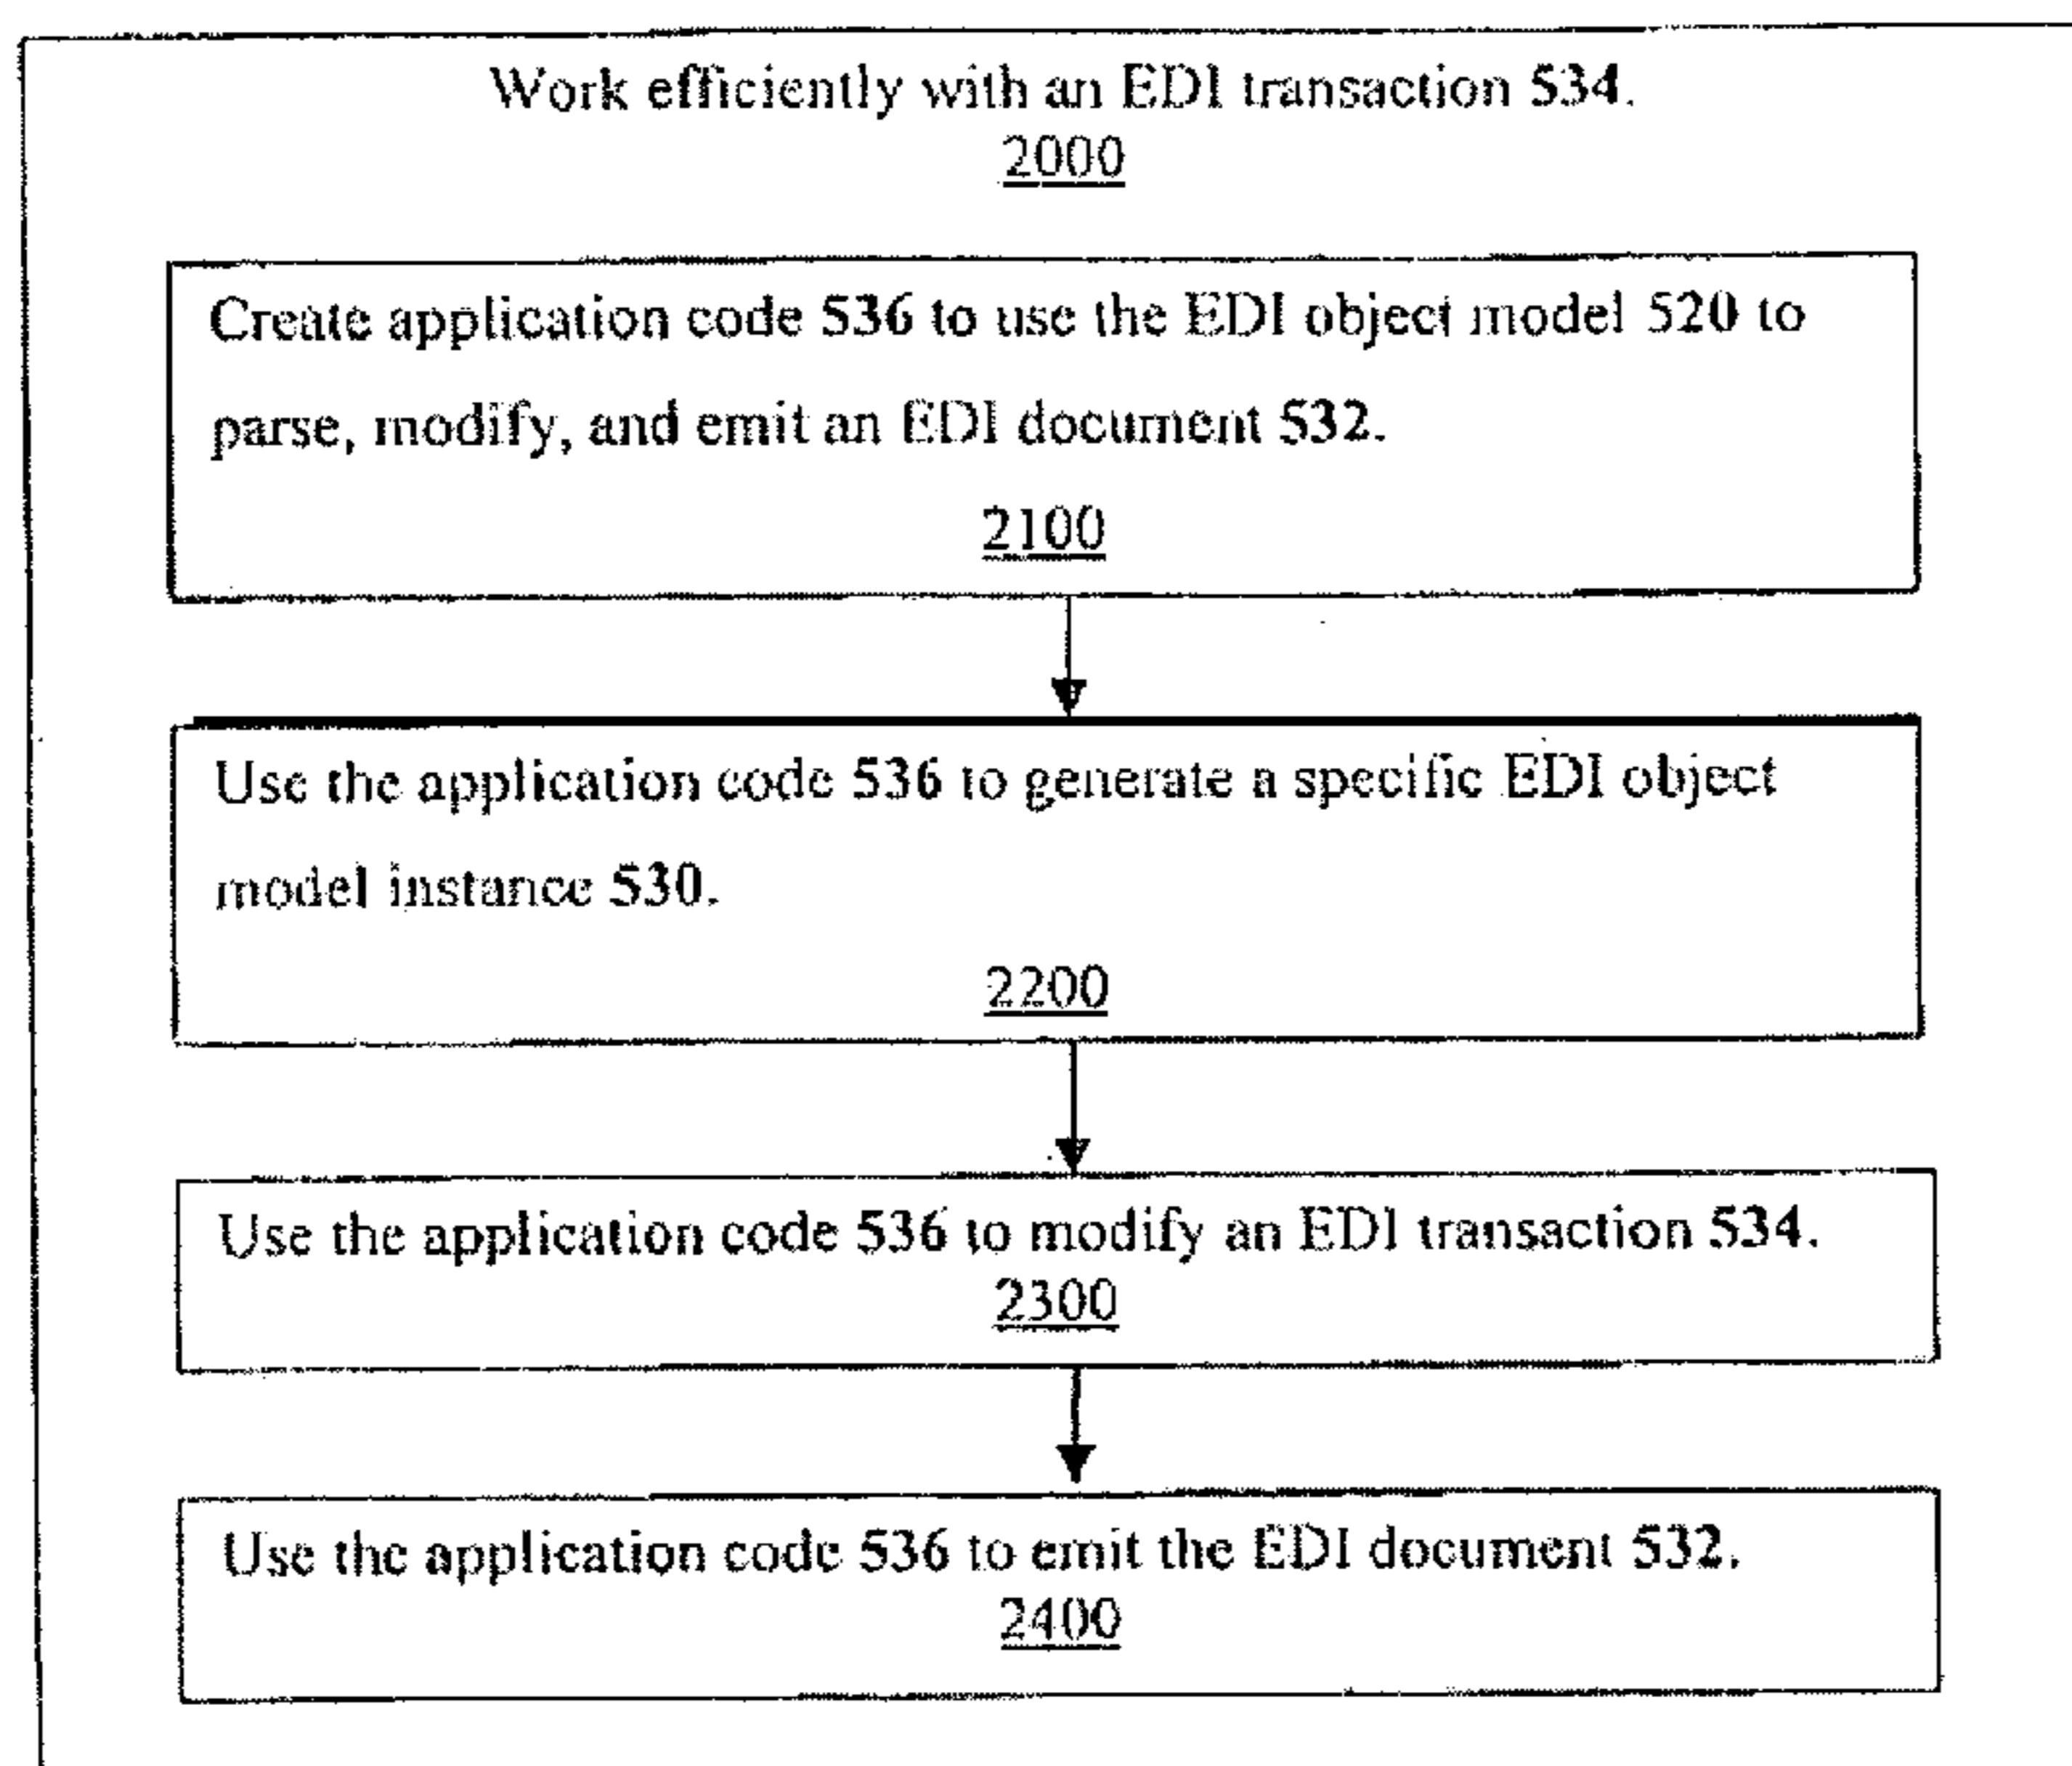 Work efficiently with an EDI transaction 534.
2000
Create application code 536 to use the EDI object model 520 to
parse, modify, and emit an EDI document 532.
2100
Use the application code 536 to generate a specific EDI object
model instance 530.
2200
Use the application code 536 to modify an EDI transaction 534.
2300
Use the application code 536 to emit the EDI document 532.
2400